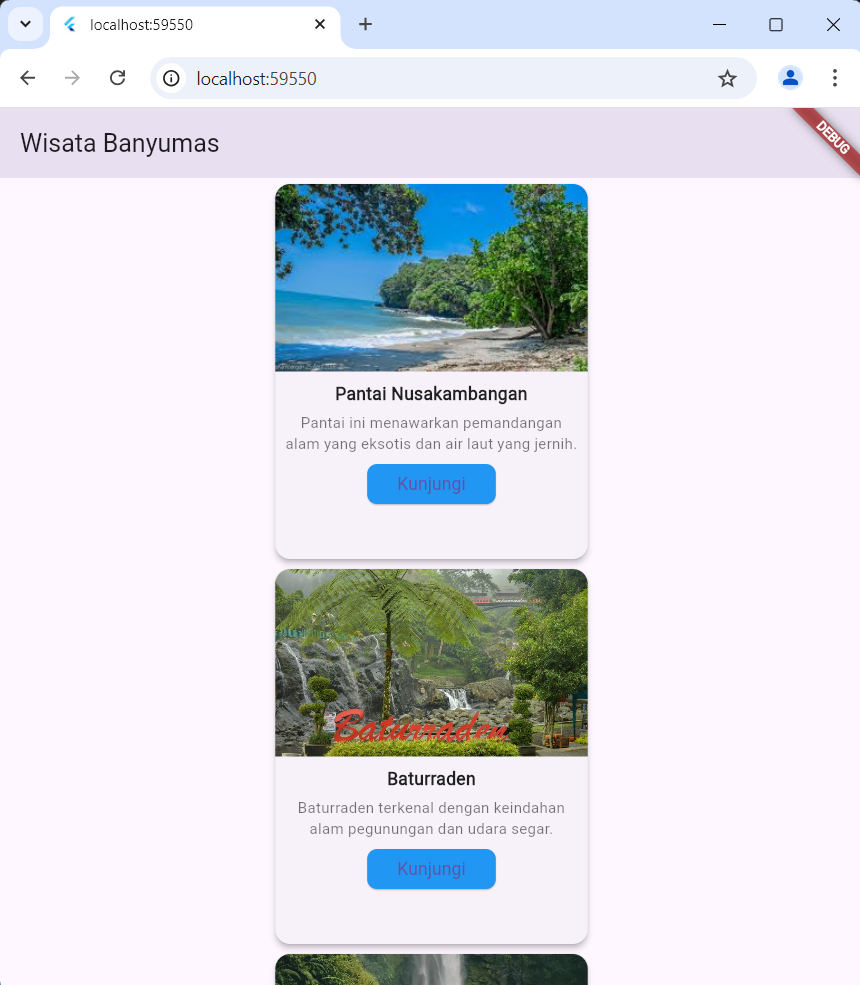 localhost:59550
localhost:59550
Wisata Banyumas
DEBUG
Pantai Nusakambangan
Pantai ini menawarkan pemandangan
alam yang eksotis dan air laut yang jernih.
Kunjungi
Baturraden
Baturraden
Baturraden terkenal dengan keindahan
alam pegunungan dan udara segar.
Kunjungi